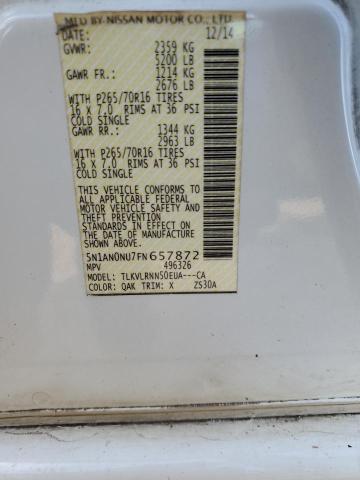 MFD BY NISSAN MOTOR CO., LTD.
DATE: 12/14
GVWR: 2359 KG
5200 LB
GAWR FR.: 1214 KG
2676 LB
WITH P265/70R16 TIRES
16 X 7.0 RIMS AT 36 PSI
COLD SINGLE
GAWR RR.: 1344 KG
2963 LB
WITH P265/70R16 TIRES
16 X 7.0 RIMS AT 36 PSI
COLD SINGLE
THIS VEHICLE CONFORMS TO
ALL APPLICABLE FEDERAL
MOTOR VEHICLE SAFETY AND
THEFT PREVENTION
STANDARDS IN EFFECT ON
THE DATE OF MANUFACTURE
SHOWN ABOVE.
5N1AN0NU7FN657872
MPV 496326
MODEL: TLKVLRNN50EUA---CA
COLOR: QAK TRIM: X ZS30A